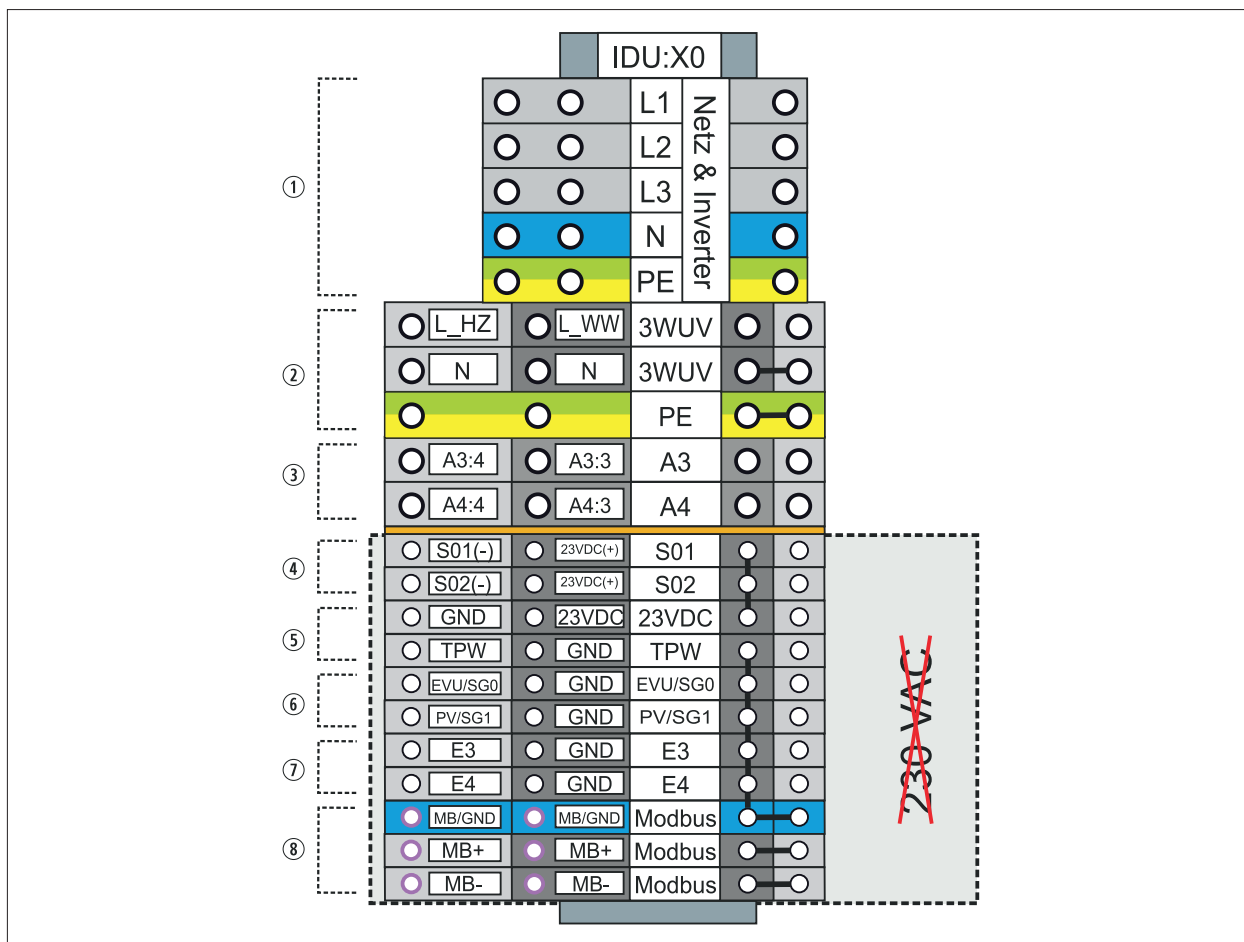 IDU:X0
① L1 Netz & Inverter
L2
L3
N
PE
② L_HZ L_WW 3WUV
N N 3WUV
PE
③ A3:4 A3:3 A3
A4:4 A4:3 A4
④ S01(-) 23VDC(+) S01
S02(-) 23VDC(+) S02
⑤ GND 23VDC 23VDC
TPW GND TPW
⑥ EVU/SG0 GND EVU/SG0
PV/SG1 GND PV/SG1
⑦ E3 GND E3
E4 GND E4
⑧ MB/GND MB/GND Modbus
MB+ MB+ Modbus
MB- MB- Modbus
230 VAC